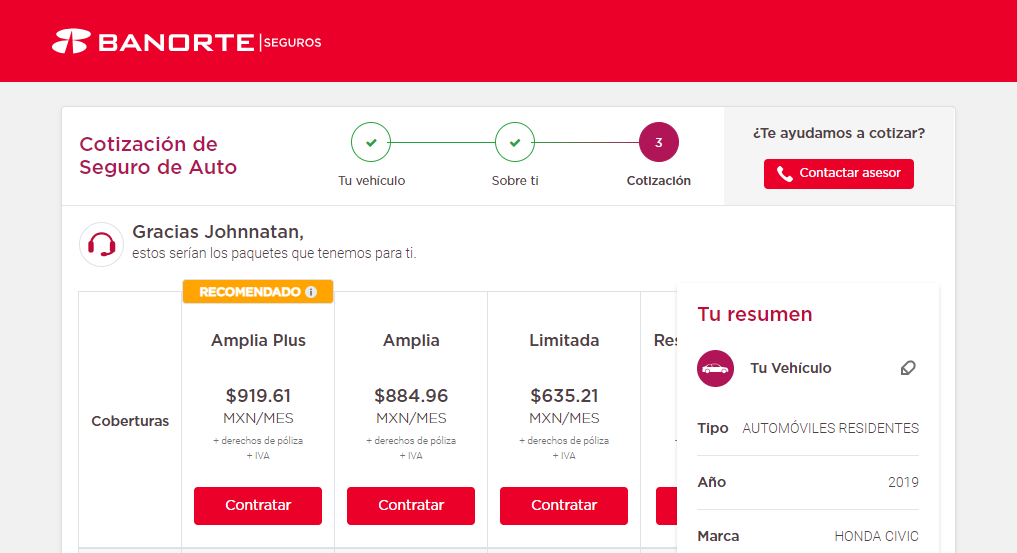 BANORTE | SEGUROS
Cotización de
Seguro de Auto
3
Tu vehículo
Sobre ti
Cotización
¿Te ayudamos a cotizar?
Contactar asesor
Gracias Johnnatan,
estos serían los paquetes que tenemos para ti.
Coberturas
RECOMENDADO i
Amplia Plus
$919.61
MXN/MES
+ derechos de póliza
+ IVA
Contratar
Amplia
$884.96
MXN/MES
+ derechos de póliza
+ IVA
Contratar
Limitada
$635.21
MXN/MES
+ derechos de póliza
+ IVA
Contratar
Res
Tu resumen
Tu Vehículo
Tipo AUTOMÓVILES RESIDENTES
Año 2019
Marca HONDA CIVIC